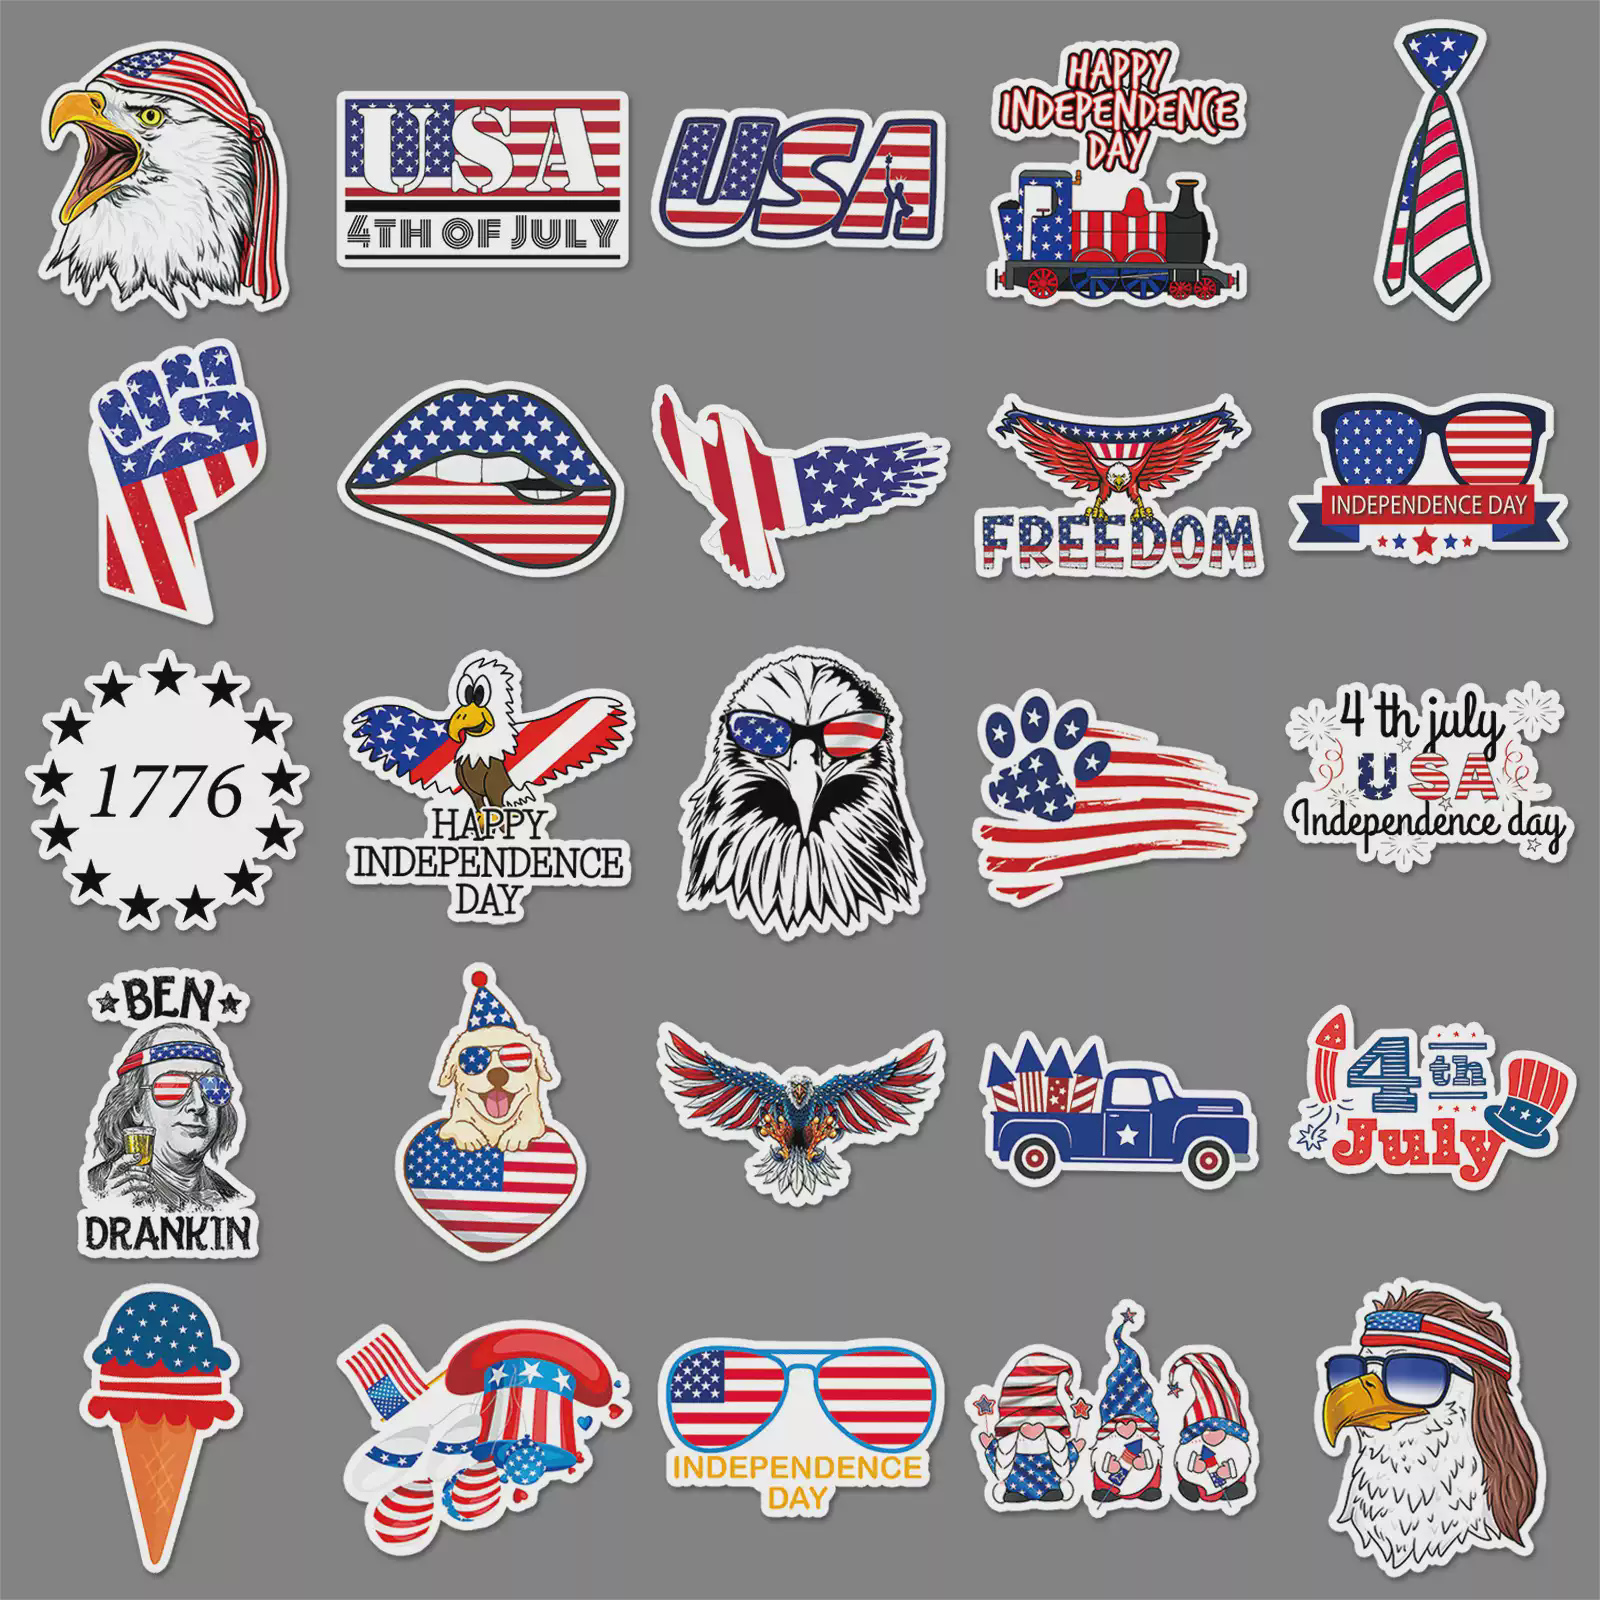 USA
4TH OF JULY
USA
HAPPY
INDEPENDENCE
DAY
FREEDOM
INDEPENDENCE DAY
1776
HAPPY
INDEPENDENCE
DAY
4 th july
USA
Independence day
BEN
DRANKIN
4th
July
INDEPENDENCE
DAY